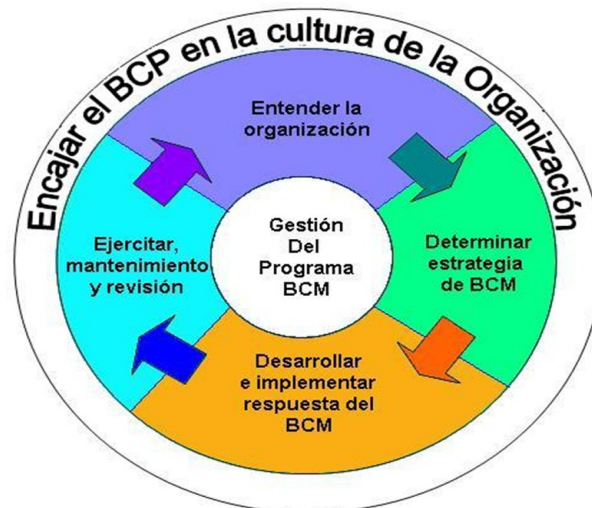 Encajar el BCP en la cultura de la Organización
Entender la
organización
Determinar
estrategia
de BCM
Desarrollar
e implementar
respuesta del
BCM
Ejercitar,
mantenimiento
y revisión
Gestión
Del
Programa
BCM